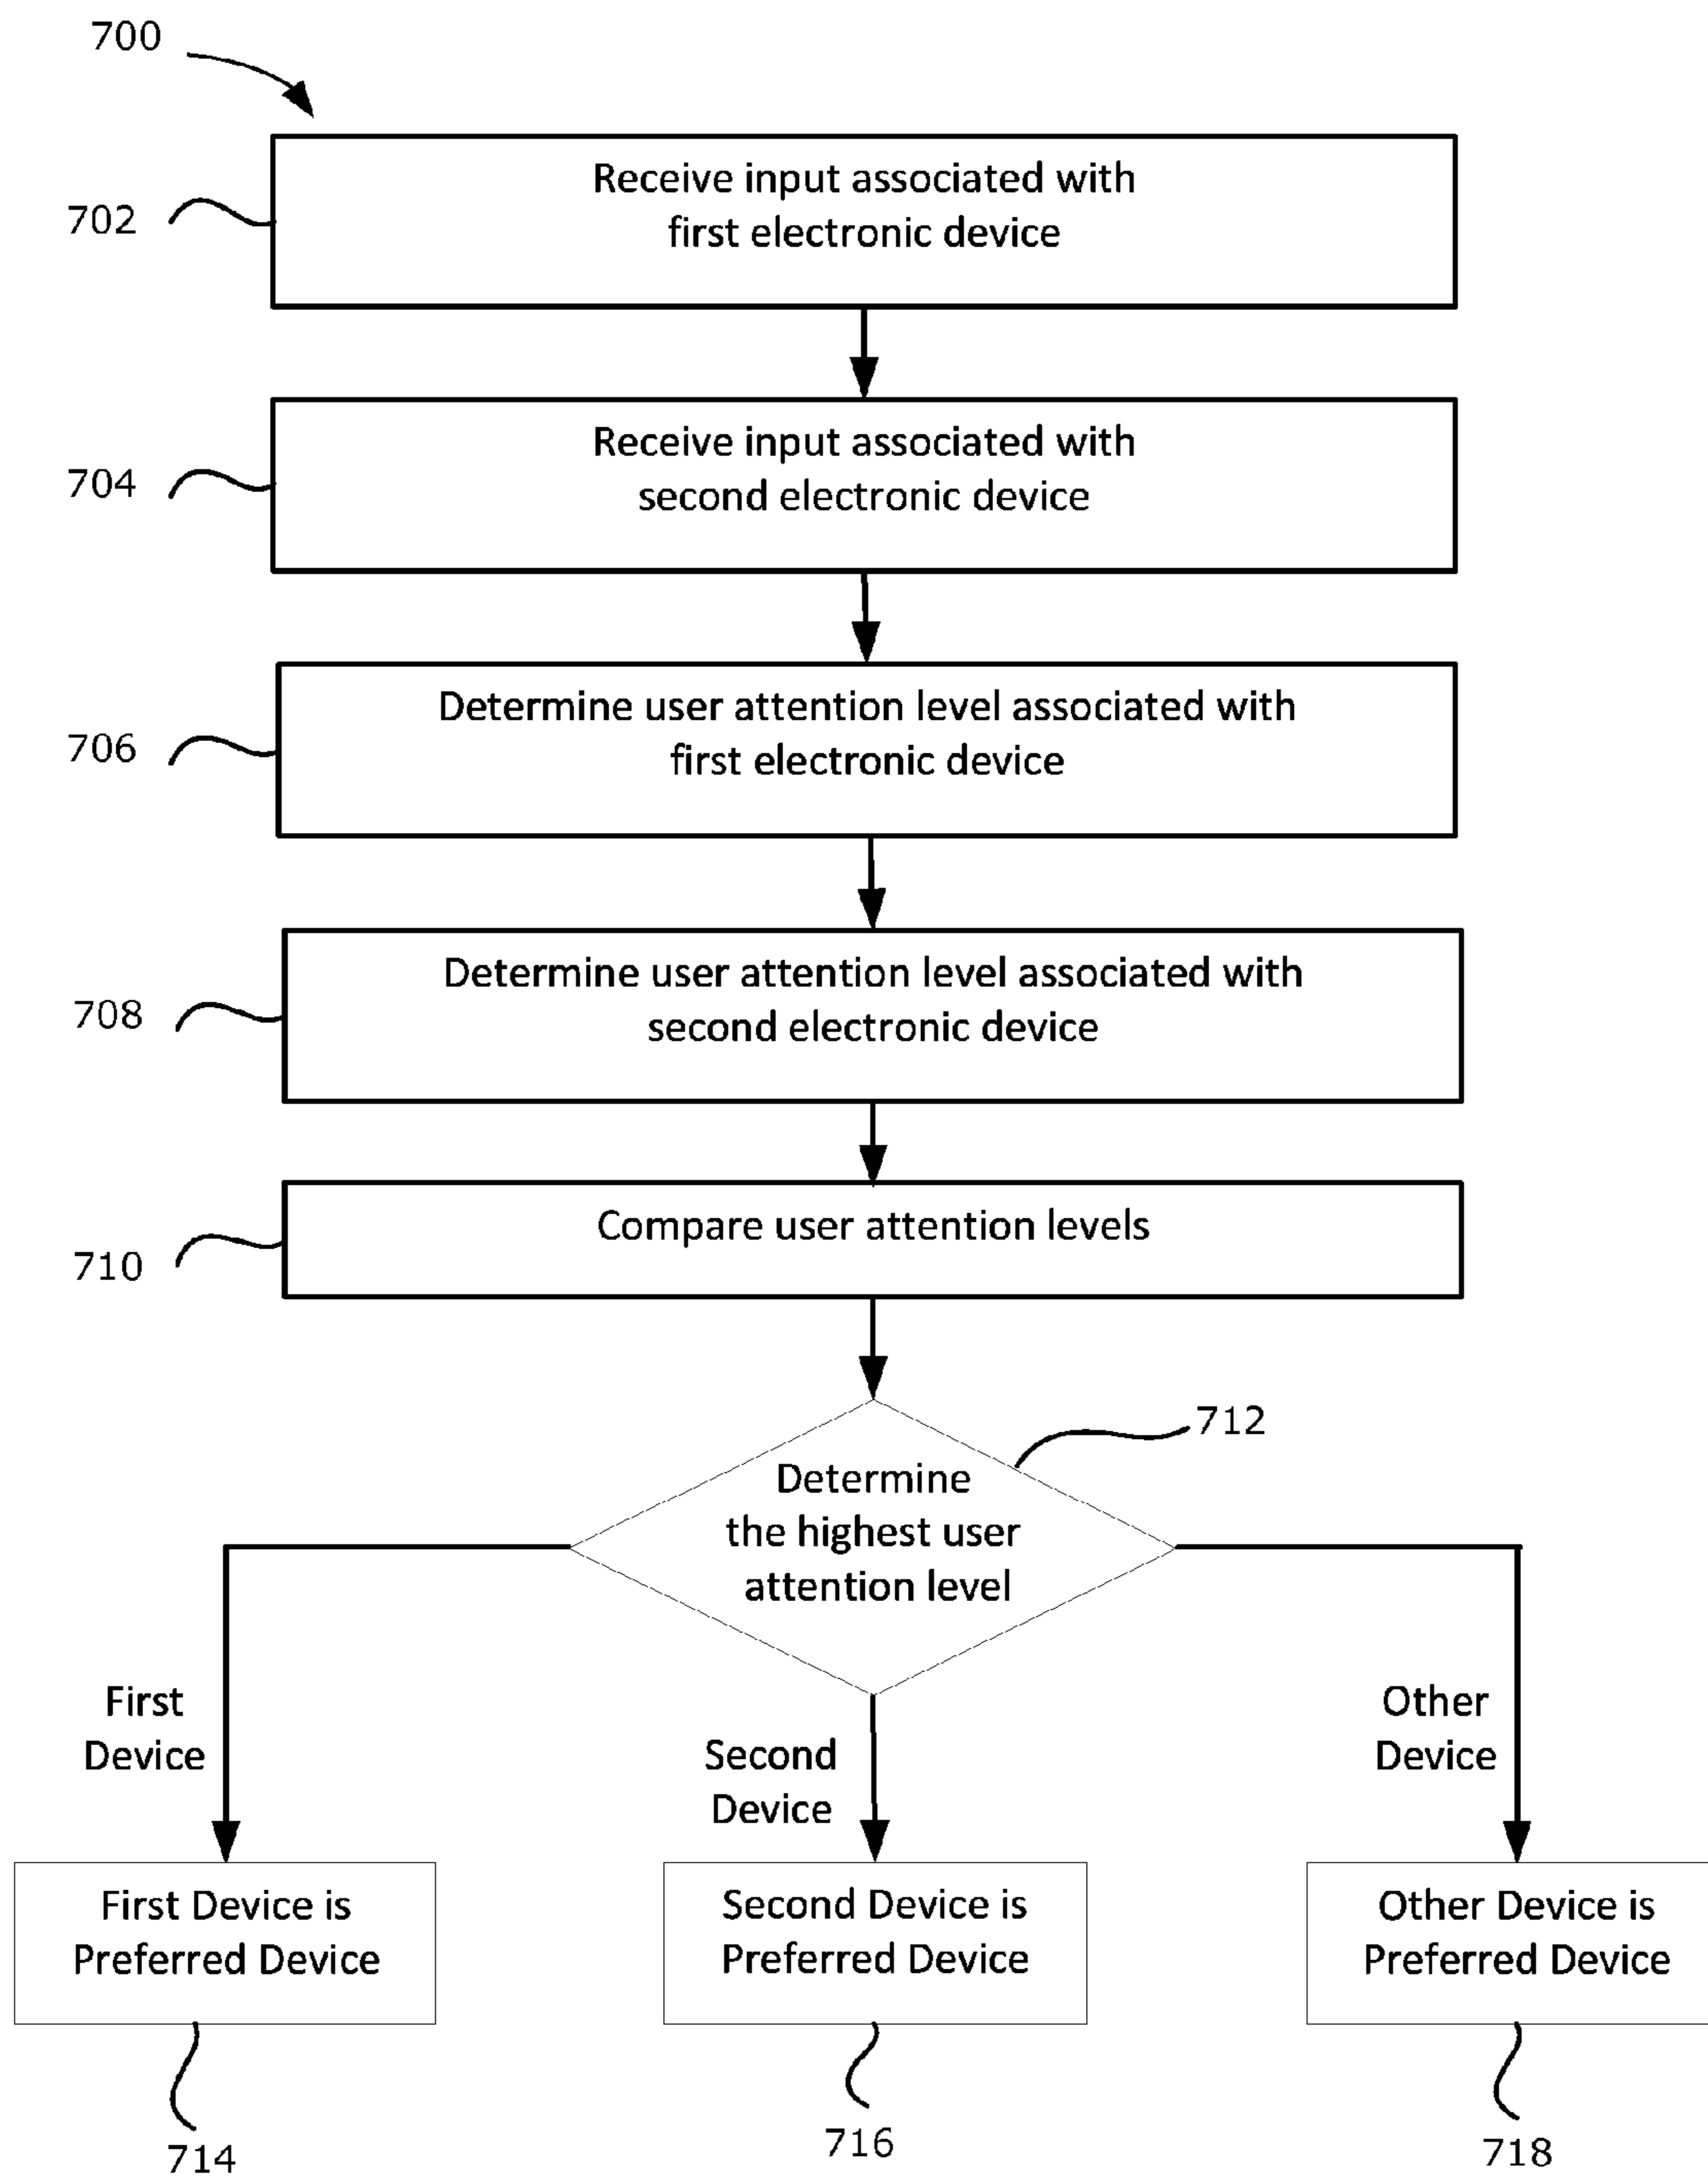 700
Receive input associated with
first electronic device
702
Receive input associated with
second electronic device
704
Determine user attention level associated with
first electronic device
706
Determine user attention level associated with
second electronic device
708
Compare user attention levels
710
712
Determine
the highest user
attention level
First
Device
Second
Device
Other
Device
First Device is
Preferred Device
Second Device is
Preferred Device
Other Device is
Preferred Device
714
716
718